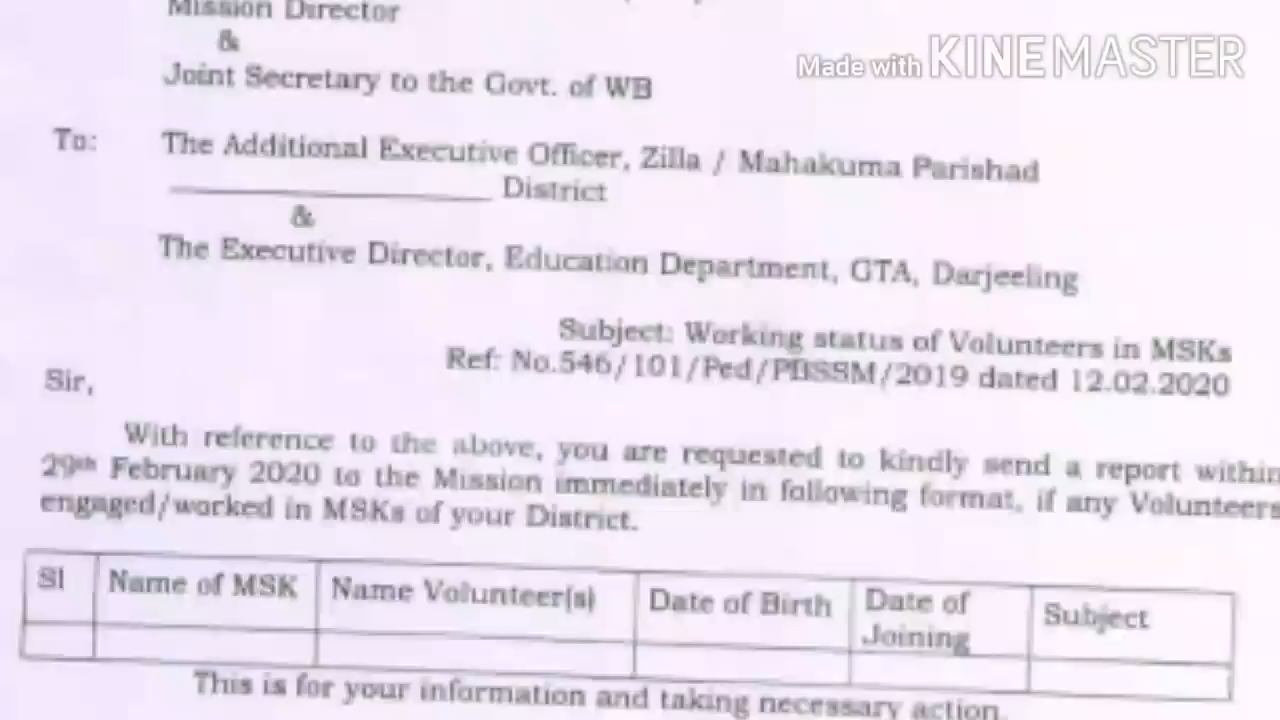 Mission Director
&
Made with KINEMASTER
Joint Secretary to the Govt. of WB
To: The Additional Executive Officer, Zilla / Mahakuma Parishad
____________________ District
&
The Executive Director, Education Department, GTA, Darjeeling
Subject: Working status of Volunteers in MSKs
Ref: No.546/101/Ped/PBSSM/2019 dated 12.02.2020
Sir,
With reference to the above, you are requested to kindly send a report within
29th February 2020 to the Mission immediately in following format, if any Volunteers
engaged/worked in MSKs of your District.
Sl Name of MSK Name Volunteer(s) Date of Birth Date of Joining Subject
This is for your information and taking necessary action.